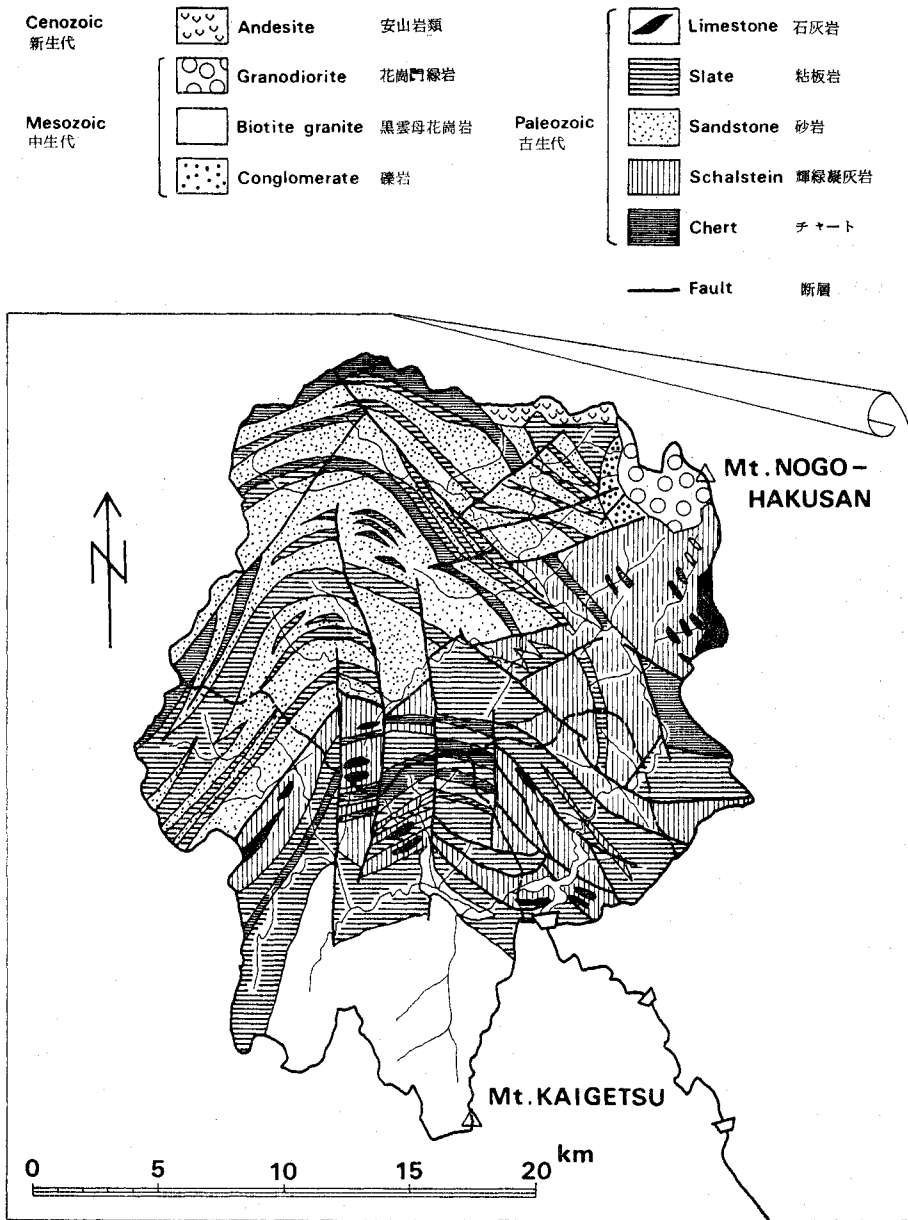 Cenozoic
新生代
Andesite 安山岩類
Granodiorite 花崗閃緑岩
Mesozoic
中生代
Biotite granite 黒雲母花崗岩
Conglomerate 礫岩
Limestone 石灰岩
Slate 粘板岩
Paleozoic
古生代
Sandstone 砂岩
Schalstein 輝緑凝灰岩
Chert チャート
Fault 断層
Mt.NOGO-
HAKUSAN
N
Mt.KAIGETSU
0 5 10 15 20 km